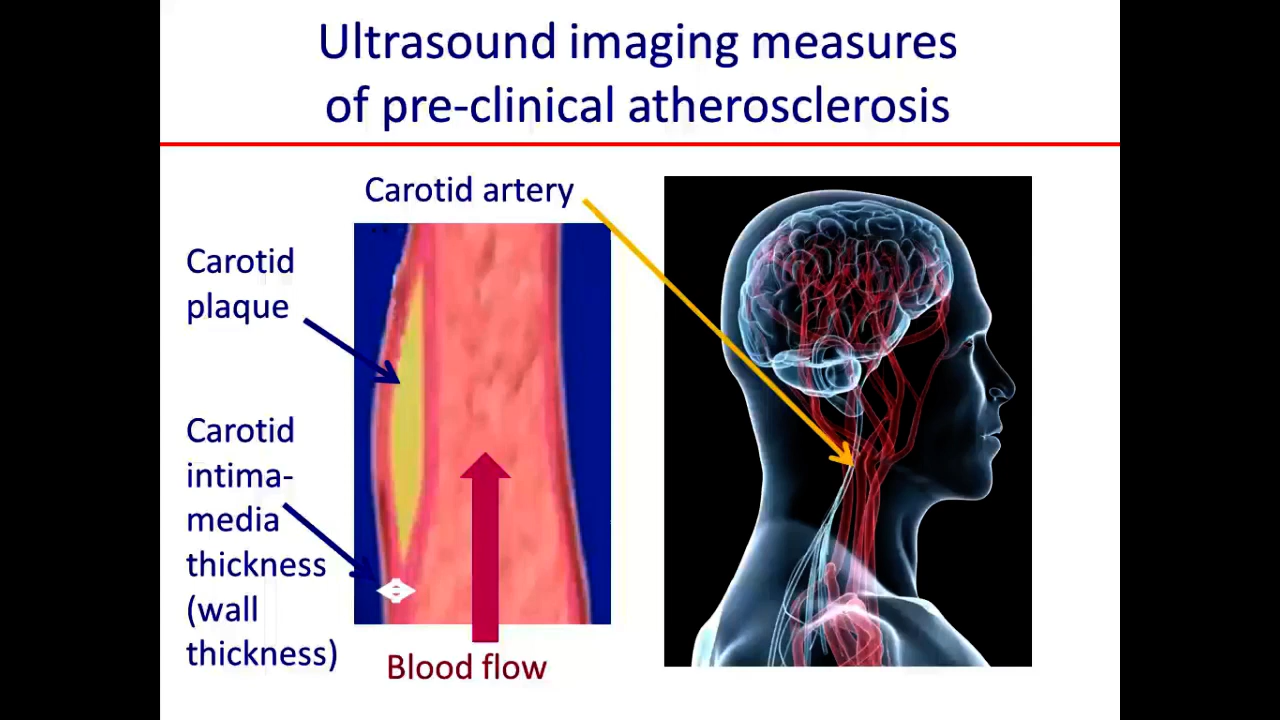 Ultrasound imaging measures
of pre-clinical atherosclerosis
Carotid artery
Carotid
plaque
Carotid
intima-
media
thickness
(wall
thickness)
Blood flow